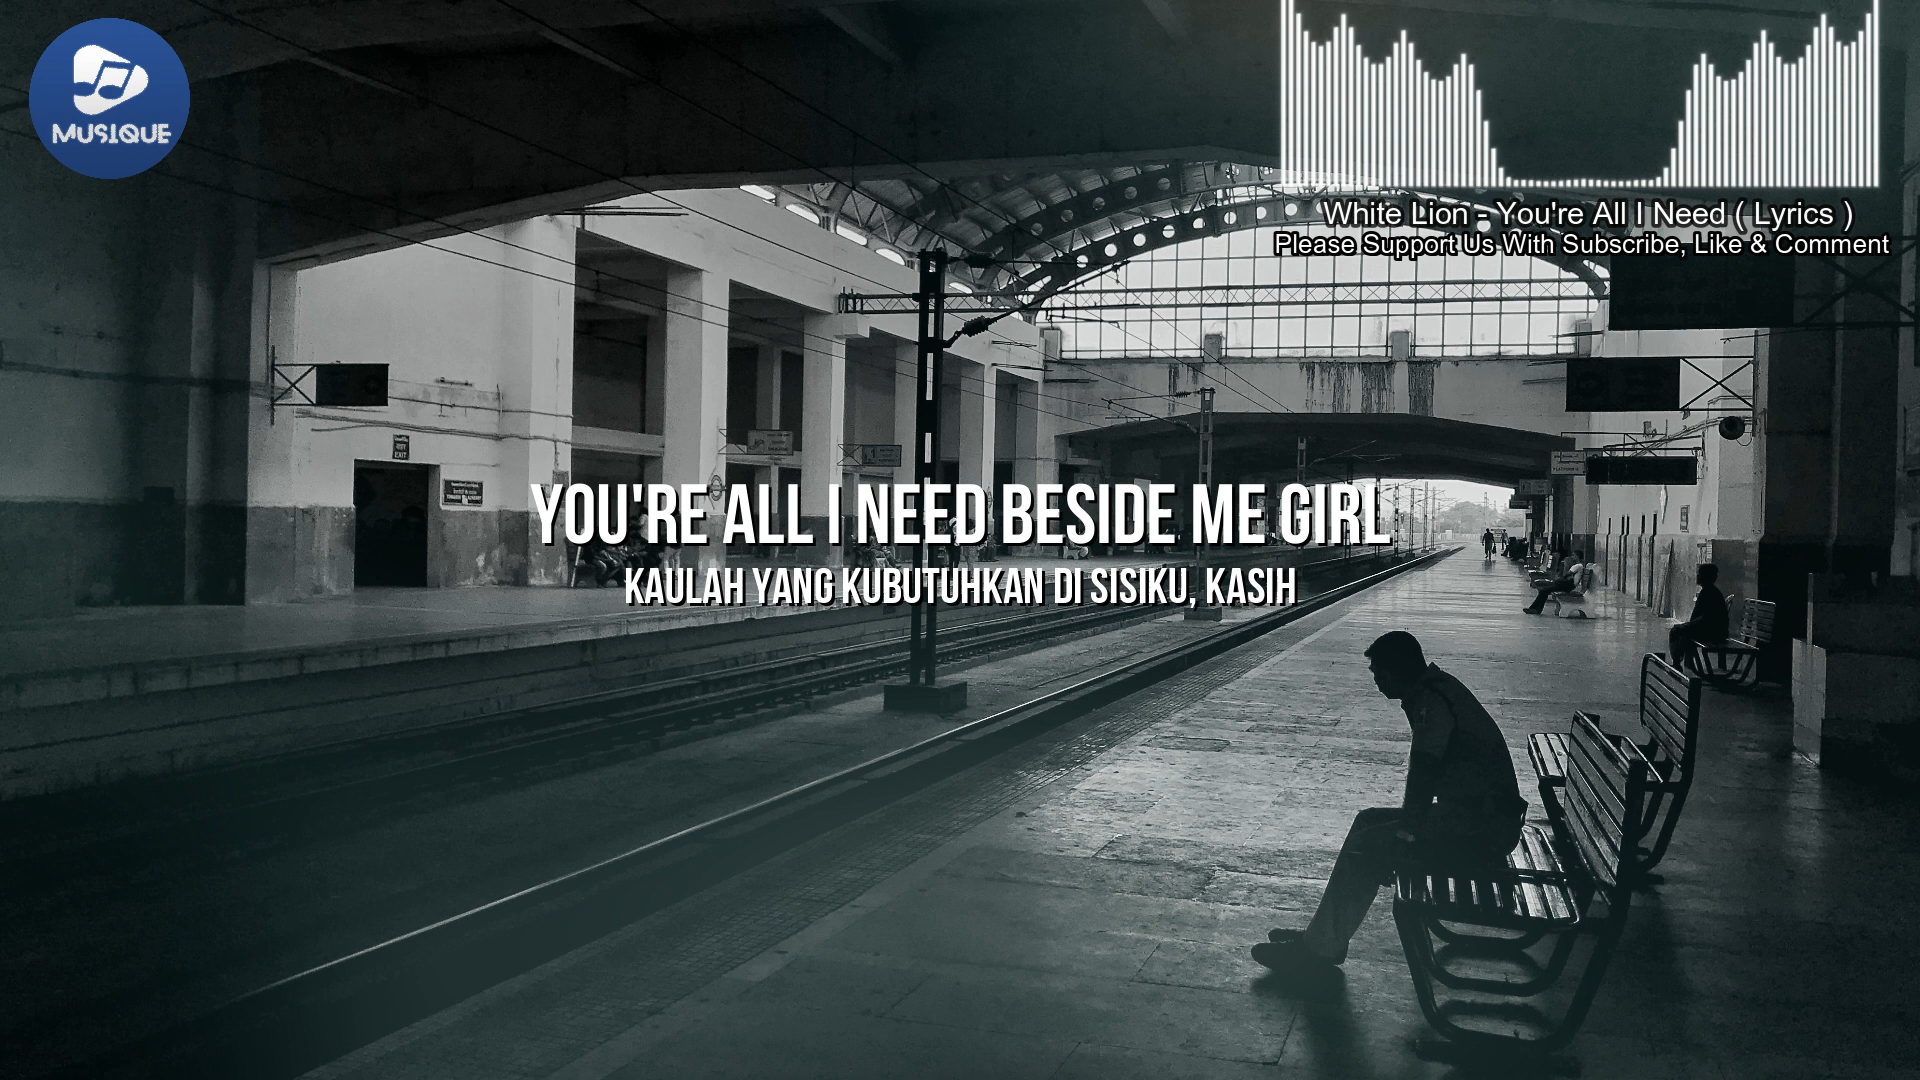 MUSIQUE
White Lion - You're All I Need ( Lyrics )
Please Support Us With Subscribe, Like & Comment
EXIT
YOU'RE ALL I NEED BESIDE ME GIRL
KAULAH YANG KUBUTUHKAN DI SISIKU, KASIH